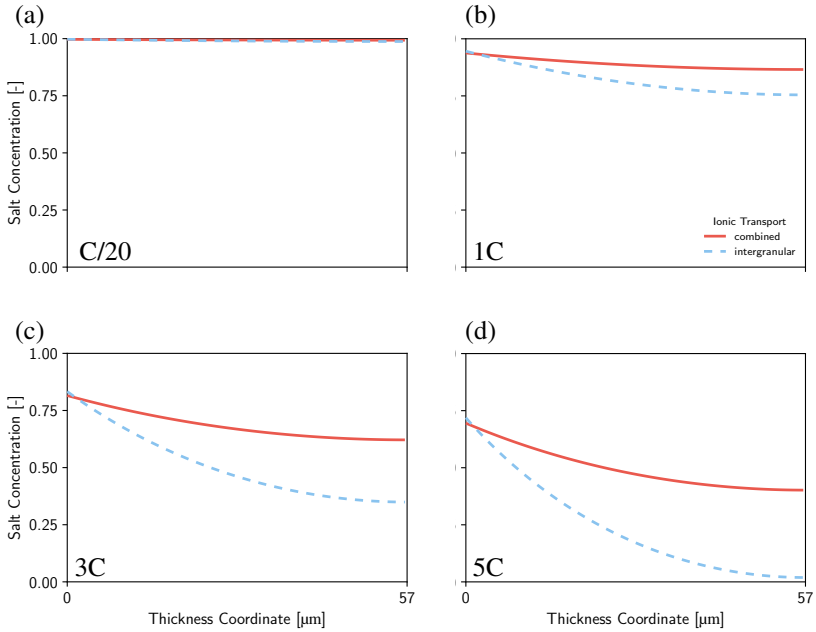 (a)
(b)
1.00
0.75
0.50
0.25
0.00
Salt Concentration [-]
C/20
1C
Ionic Transport
combined
intergranular
(c)
(d)
1.00
0.75
0.50
0.25
0.00
Salt Concentration [-]
3C
5C
0
57
0
57
Thickness Coordinate [μm]
Thickness Coordinate [μm]